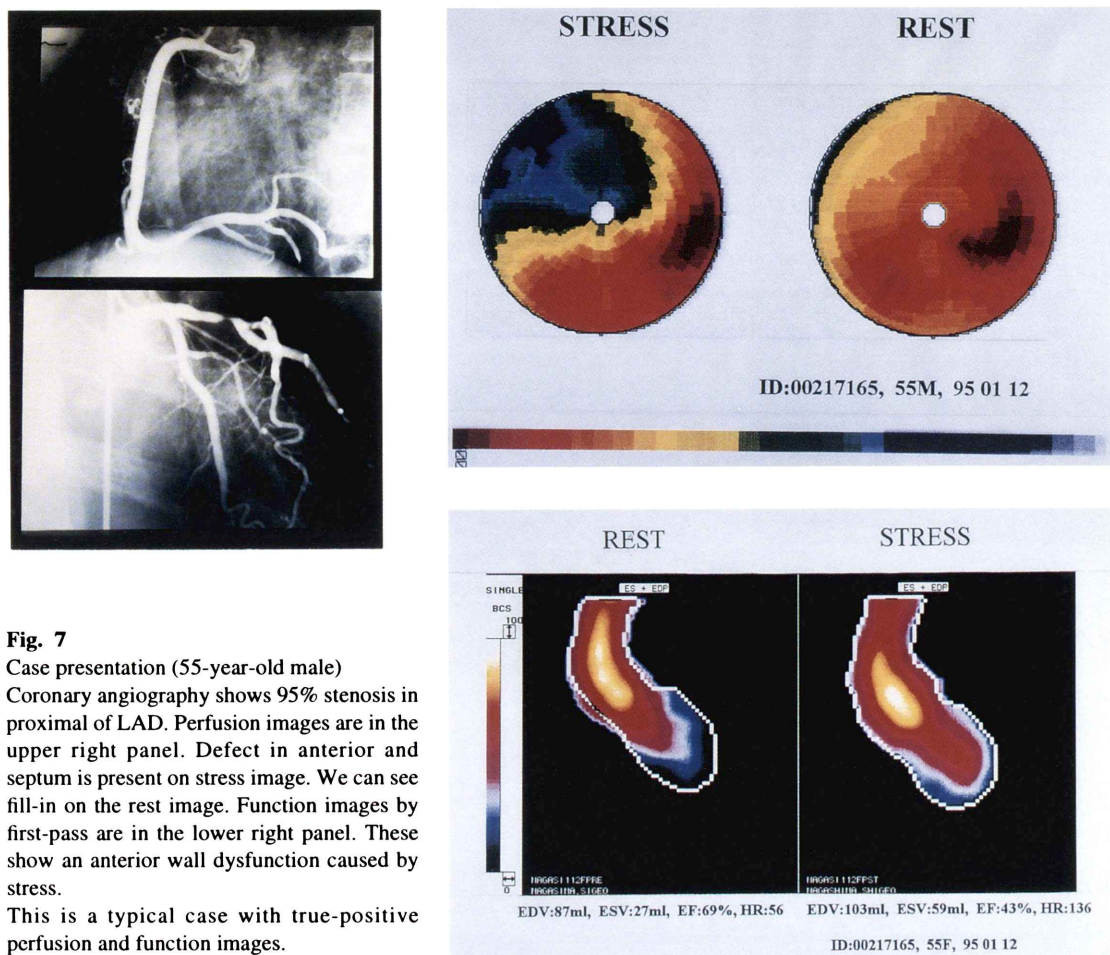 STRESS
REST
ID:00217165, 55M, 95 01 12
REST
STRESS
SINGLE
BCS
100
0
ES + EDP
ES + EDP
NAGASI112FPRE
NAGASIMA,SIGEO
NAGASI112FPST
NAGASHIMA,SHIGEO
EDV:87ml, ESV:27ml, EF:69%, HR:56
EDV:103ml, ESV:59ml, EF:43%, HR:136
ID:00217165, 55F, 95 01 12
Fig. 7
Case presentation (55-year-old male)
Coronary angiography shows 95% stenosis in
proximal of LAD. Perfusion images are in the
upper right panel. Defect in anterior and
septum is present on stress image. We can see
fill-in on the rest image. Function images by
first-pass are in the lower right panel. These
show an anterior wall dysfunction caused by
stress.
This is a typical case with true-positive
perfusion and function images.